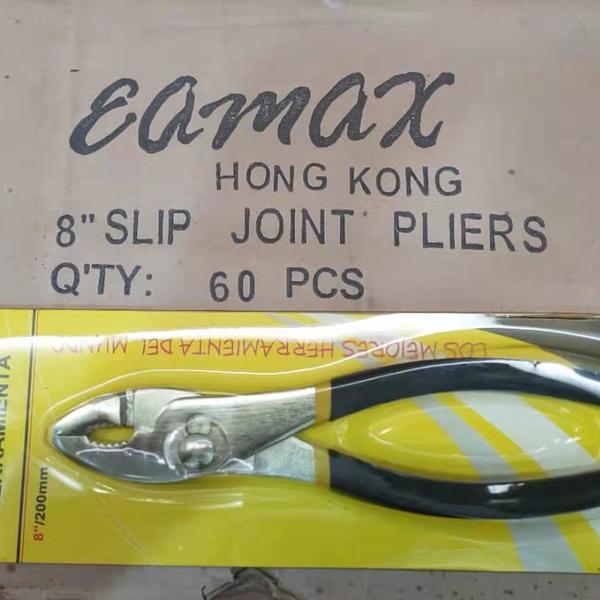 eamax
HONG KONG
8" SLIP JOINT PLIERS
Q'TY: 60 PCS
LOS MEJORES HERRAMIENTA DEL MUNDO
8"/200mm